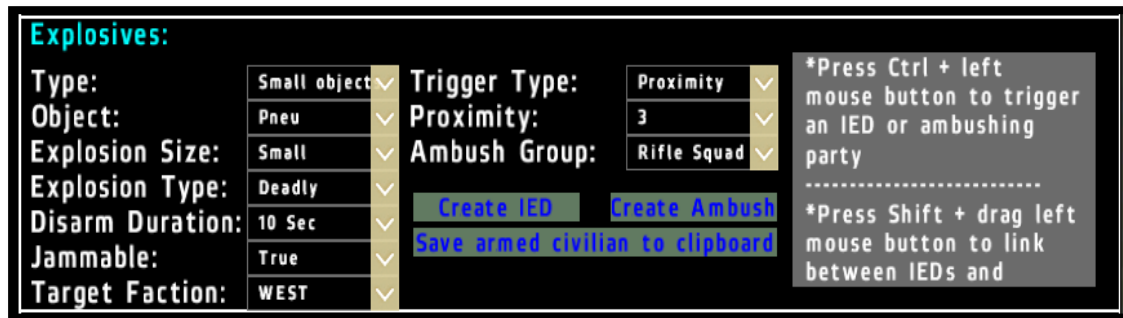 Explosives:
Type: Small object
Object: Pneu
Explosion Size: Small
Explosion Type: Deadly
Disarm Duration: 10 Sec
Jammable: True
Target Faction: WEST
Trigger Type: Proximity
Proximity: 3
Ambush Group: Rifle Squad
Create IED
Create Ambush
Save armed civilian to clipboard
*Press Ctrl + left
mouse button to trigger
an IED or ambushing
party
---------------------------
*Press Shift + drag left
mouse button to link
between IEDs and